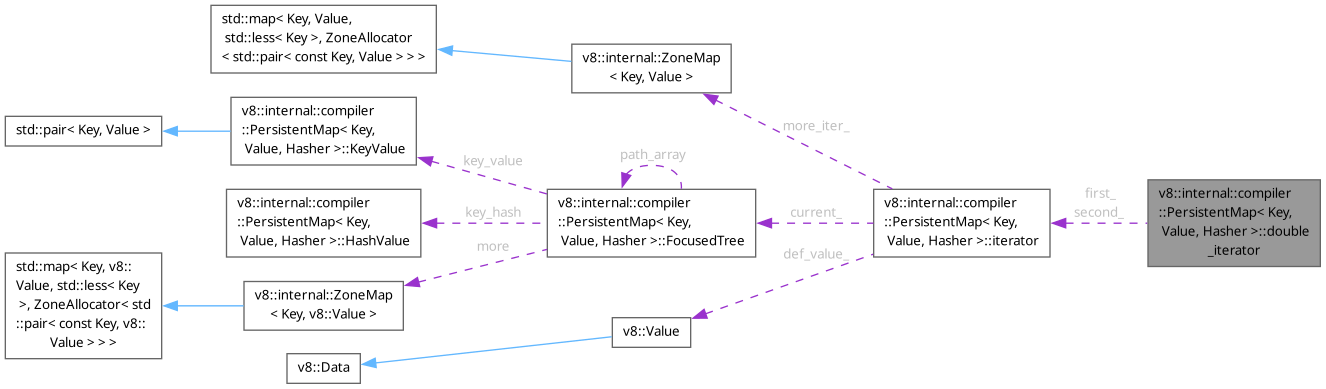 std::map< Key, Value,
std::less< Key >, ZoneAllocator
< std::pair< const Key, Value > > >
v8::internal::ZoneMap
< Key, Value >
std::pair< Key, Value >
v8::internal::compiler
::PersistentMap< Key,
Value, Hasher >::KeyValue
more_iter_
key_value
path_array
v8::internal::compiler
::PersistentMap< Key,
Value, Hasher >::HashValue
key_hash
v8::internal::compiler
::PersistentMap< Key,
Value, Hasher >::FocusedTree
current_
v8::internal::compiler
::PersistentMap< Key,
Value, Hasher >::iterator
first_
second_
v8::internal::compiler
::PersistentMap< Key,
Value, Hasher >::double
_iterator
more
def_value_
std::map< Key, v8::
Value, std::less< Key
>, ZoneAllocator< std
::pair< const Key, v8::
Value > > >
v8::internal::ZoneMap
< Key, v8::Value >
v8::Value
v8::Data